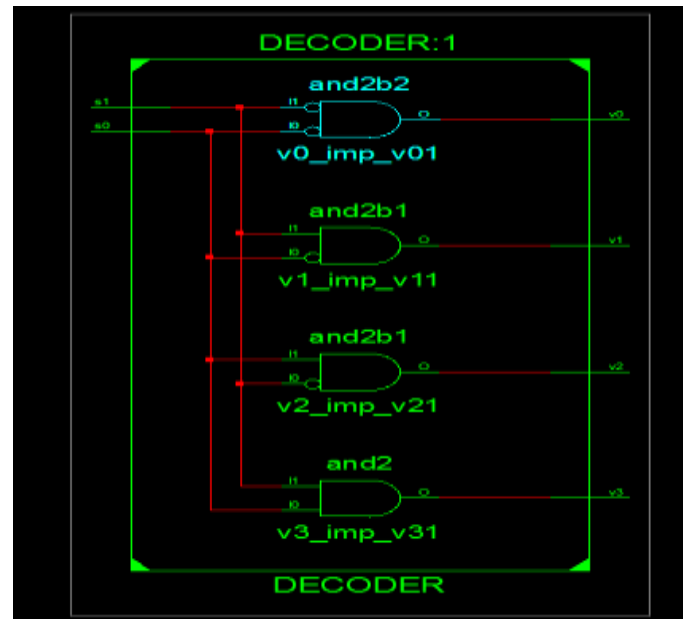 DECODER:1
and2b2
s1
I1
O
v0
s0
I0
v0_imp_v01
and2b1
I1
O
v1
I0
v1_imp_v11
and2b1
I1
O
v2
I0
v2_imp_v21
and2
I1
O
v3
I0
v3_imp_v31
DECODER